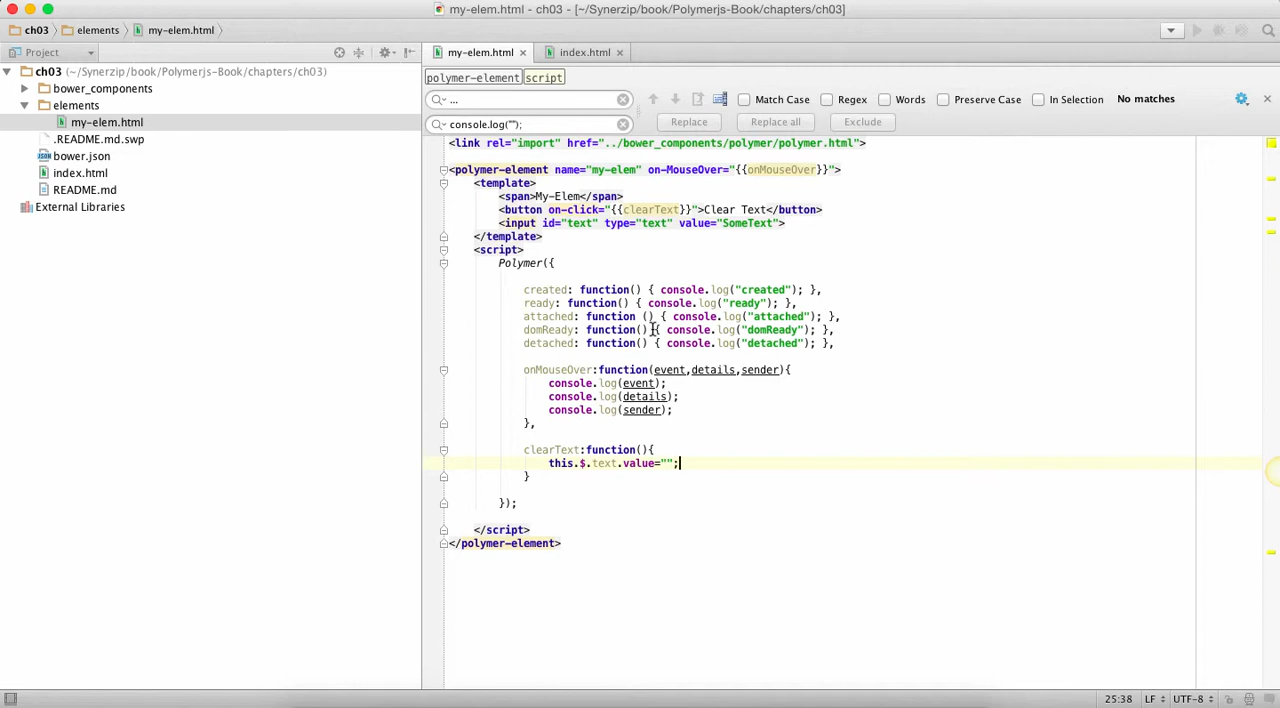 my-elem.html - ch03 - [~/Synerzip/book/Polymerjs-Book/chapters/ch03]
ch03 elements my-elem.html
Project
my-elem.html index.html
ch03 (~/Synerzip/book/Polymerjs-Book/chapters/ch03)
bower_components
elements
my-elem.html
.README.md.swp
bower.json
index.html
README.md
External Libraries
polymer-element script
... Match Case Regex Words Preserve Case In Selection No matches
console.log(""); Replace Replace all Exclude
<link rel="import" href="../bower_components/polymer/polymer.html">
<polymer-element name="my-elem" on-MouseOver="{{onMouseOver}}">
<template>
<span>My-Elem</span>
<button on-click="{{clearText}}">Clear Text</button>
<input id="text" type="text" value="SomeText">
</template>
<script>
Polymer({
created: function() { console.log("created"); },
ready: function() { console.log("ready"); },
attached: function () { console.log("attached"); },
domReady: function() { console.log("domReady"); },
detached: function() { console.log("detached"); },
onMouseOver:function(event,details,sender){
console.log(event);
console.log(details);
console.log(sender);
},
clearText:function(){
this.$.text.value="";
}
});
</script>
</polymer-element>
25:38 LF UTF-8